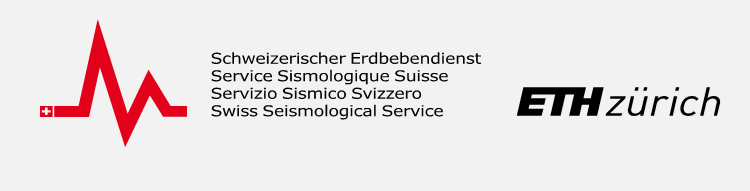 Schweizerischer Erdbebendienst
Service Sismologique Suisse
Servizio Sismico Svizzero
Swiss Seismological Service
ETH zürich